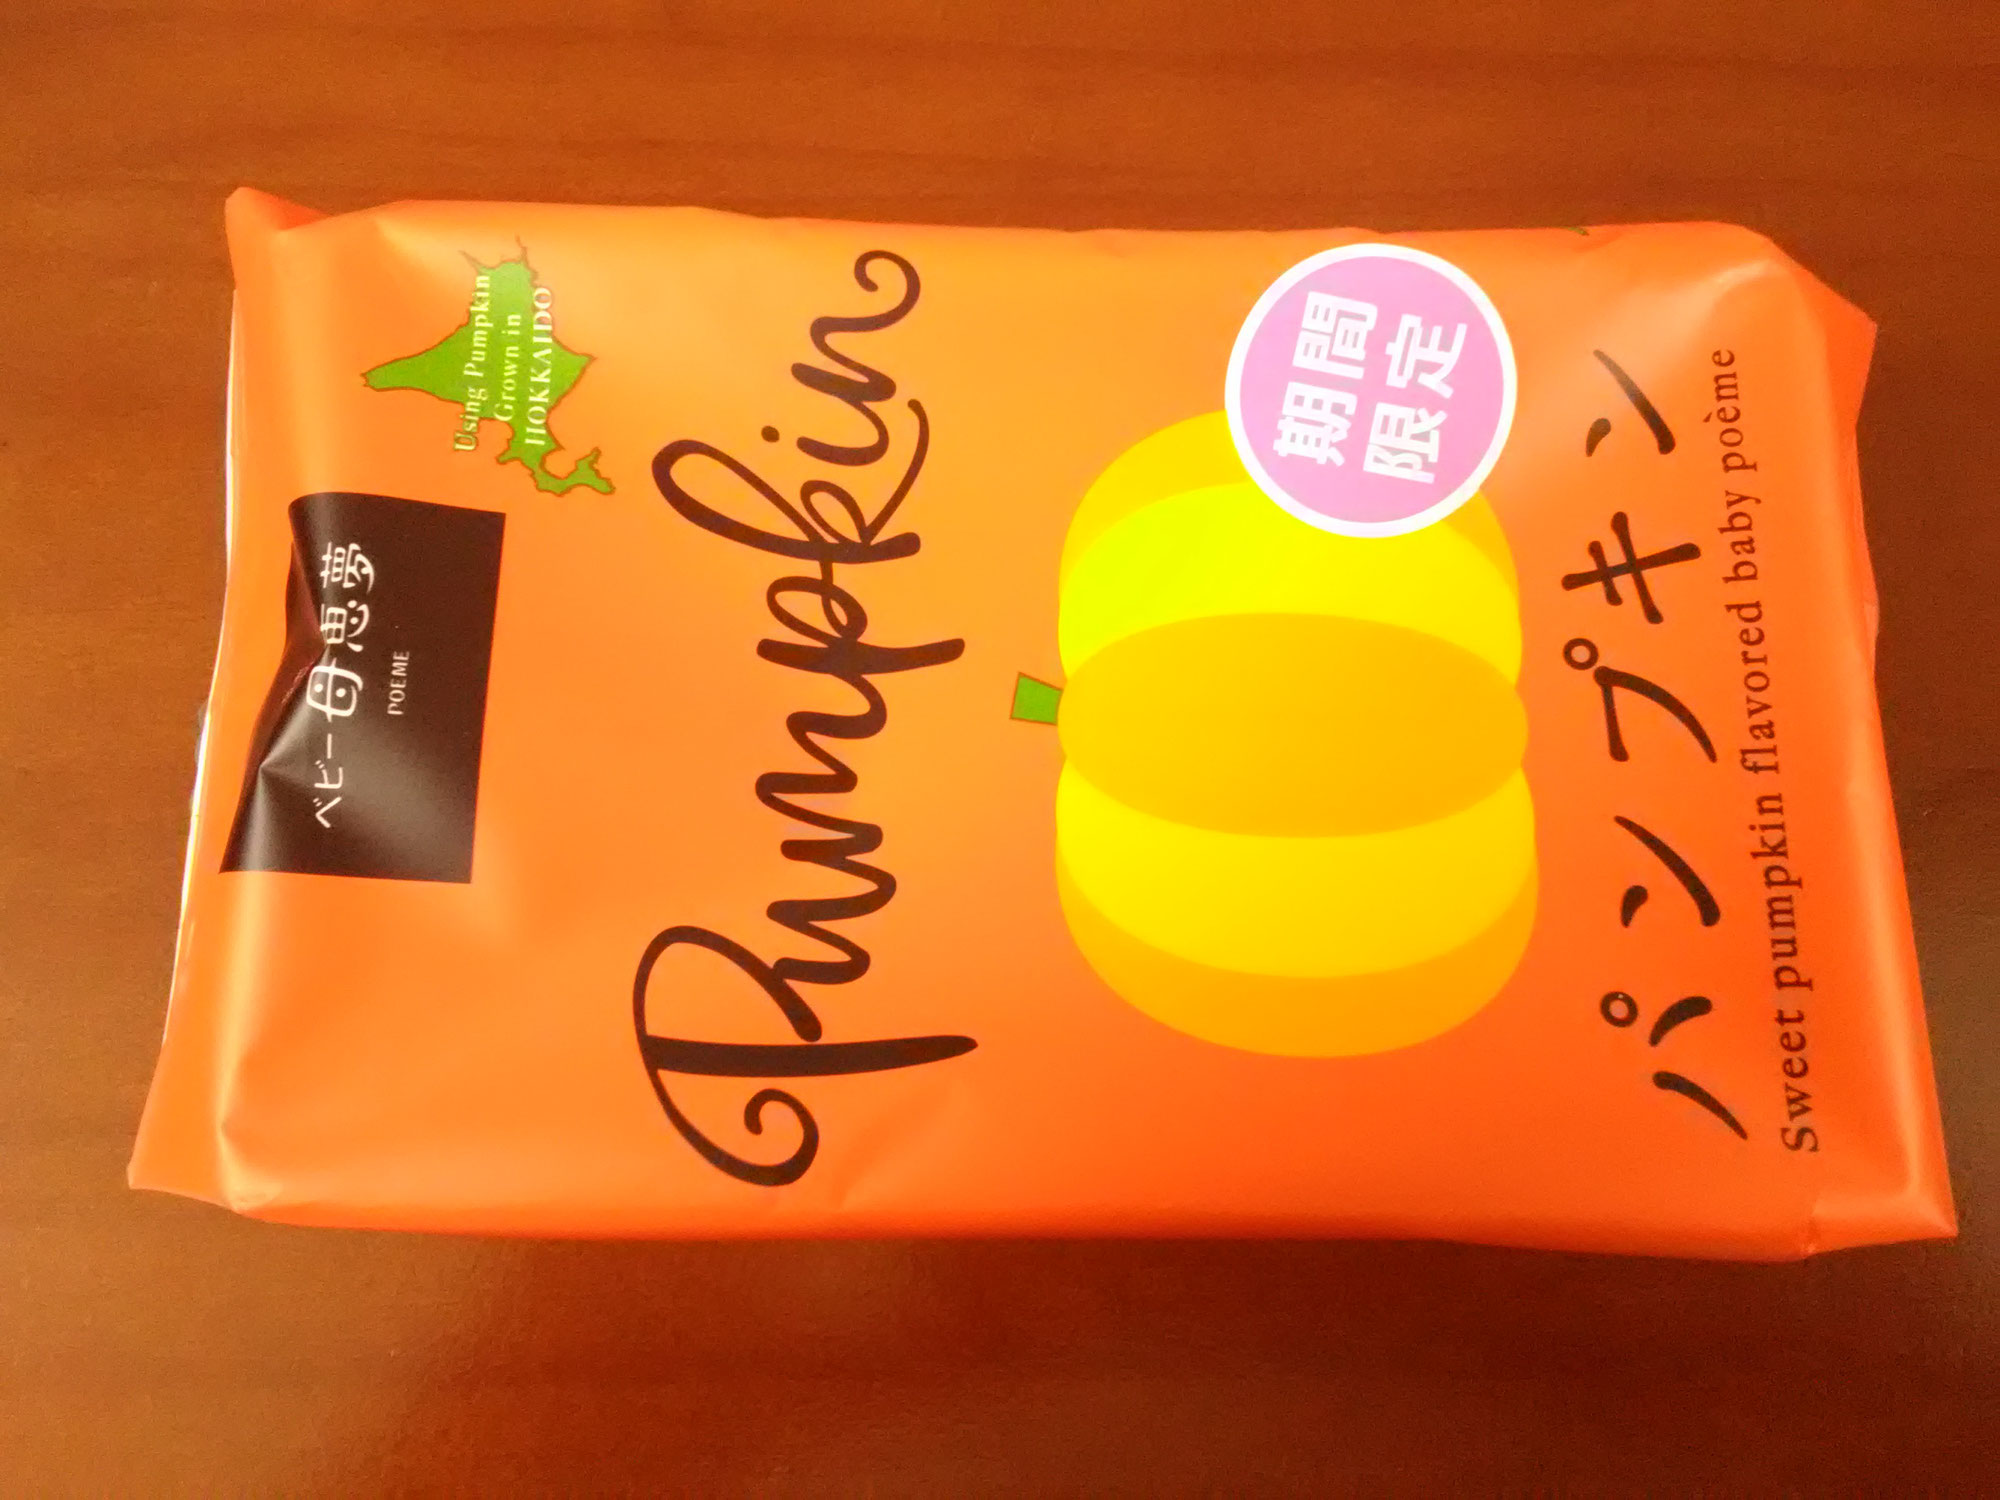 ベビー母恵夢
POEME
Using Pumpkin
Grown in
HOKKAIDO
Pumpkin
期間
限定
パンプキン
Sweet pumpkin flavored baby poème